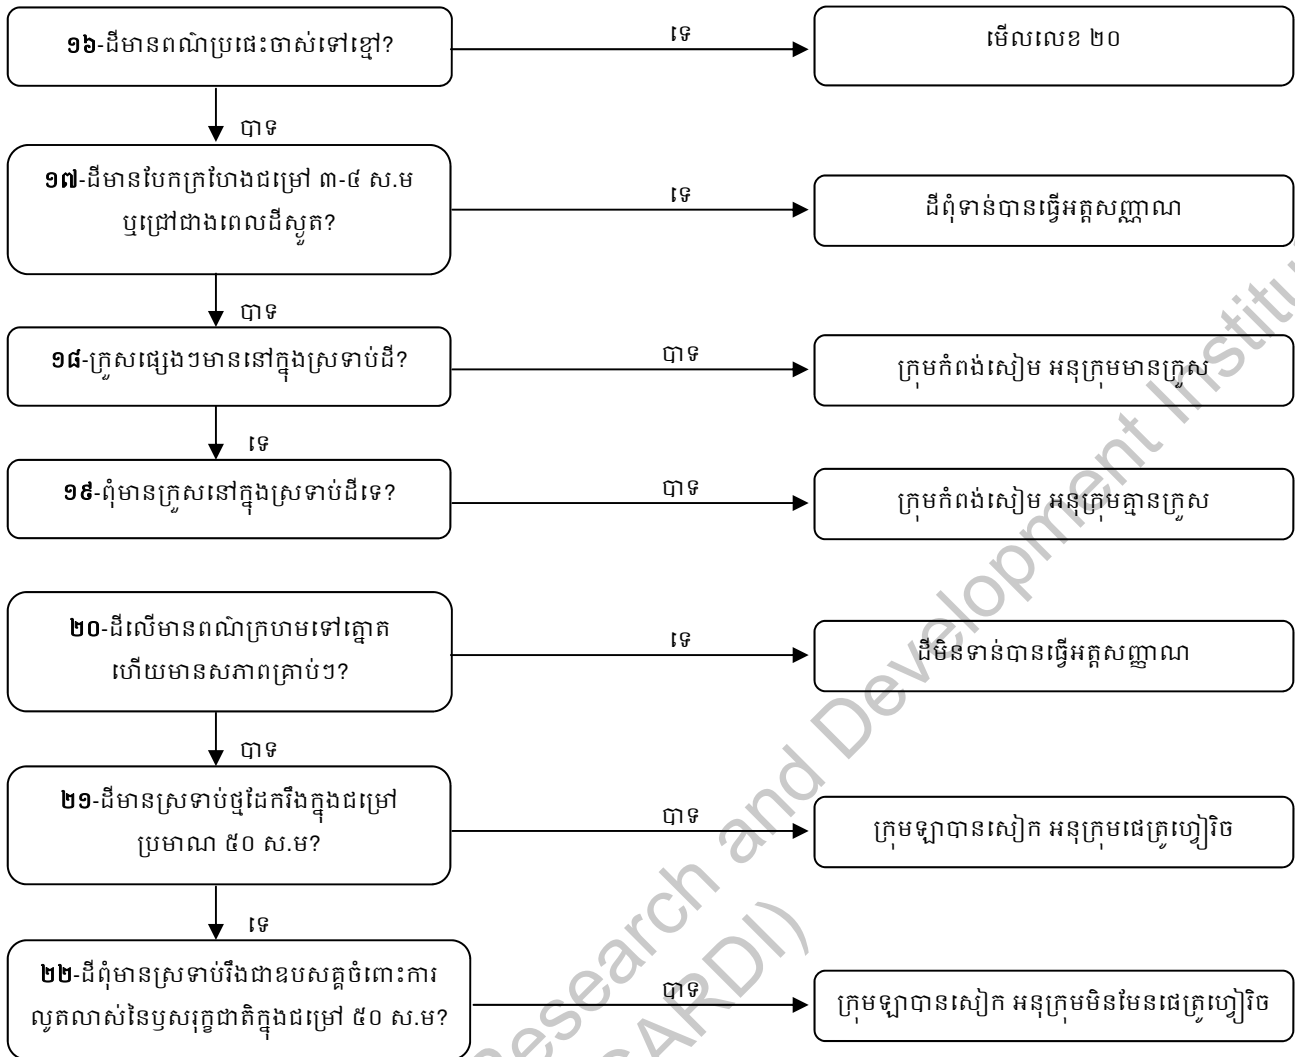 ១៦-ដីមានពណ៌ប្រផេះចាស់ទៅខ្មៅ?
ទេ
មើលលេខ ២០
បាទ
១៧-ដីមានបែកក្រហែងជម្រៅ ៣-៤ ស.ម
ឬជ្រៅជាងពេលដីស្ងួត?
ទេ
ដីពុំទាន់បានធ្វើអត្តសញ្ញាណ
បាទ
១៨-ក្រួសផ្សេងៗមាននៅក្នុងស្រទាប់ដី?
បាទ
ក្រុមកំពង់សៀម អនុក្រុមមានក្រួស
ទេ
១៩-ពុំមានក្រួសនៅក្នុងស្រទាប់ដីទេ?
បាទ
ក្រុមកំពង់សៀម អនុក្រុមគ្មានក្រួស
២០-ដីលើមានពណ៌ក្រហមទៅត្នោត
ហើយមានសភាពគ្រាប់ៗ?
ទេ
ដីមិនទាន់បានធ្វើអត្តសញ្ញាណ
បាទ
២១-ដីមានស្រទាប់ថ្មដែករឹងក្នុងជម្រៅ
ប្រមាណ ៥០ ស.ម?
បាទ
ក្រុមឡាបានសៀក អនុក្រុមផេត្រូហ្វៀរិច
ទេ
២២-ដីពុំមានស្រទាប់រឹងជាឧបសគ្គចំពោះការ
លូតលាស់នៃឫសរុក្ខជាតិក្នុងជម្រៅ ៥០ ស.ម?
បាទ
ក្រុមឡាបានសៀក អនុក្រុមមិនមែនផេត្រូហ្វៀរិច
Research and Development Institu
CARDI)